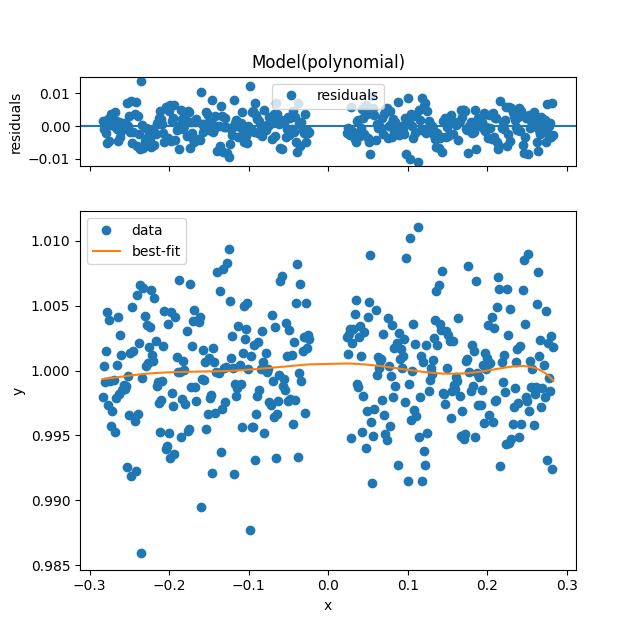 Model(polynomial)
residuals
0.01
0.00
−0.01
residuals
data
best-fit
y
1.010
1.005
1.000
0.995
0.990
0.985
−0.3 −0.2 −0.1 0.0 0.1 0.2 0.3
x